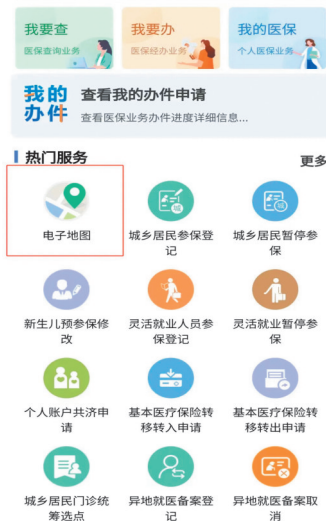 我要查
我要办
我的医保
医保查询业务
医保经办业务
个人医保业务
我的
办件
查看我的办件申请
查看医保业务办件进度详细信息...
热门服务
更多
电子地图
城乡居民参保登
记
城乡居民暂停参
保
新生儿预参保修
改
灵活就业人员参
保登记
灵活就业暂停参
保
个人账户共济申
请
基本医疗保险转
移转入申请
基本医疗保险转
移转出申请
城乡居民门诊统
筹选点
异地就医备案登
记
异地就医备案取
消